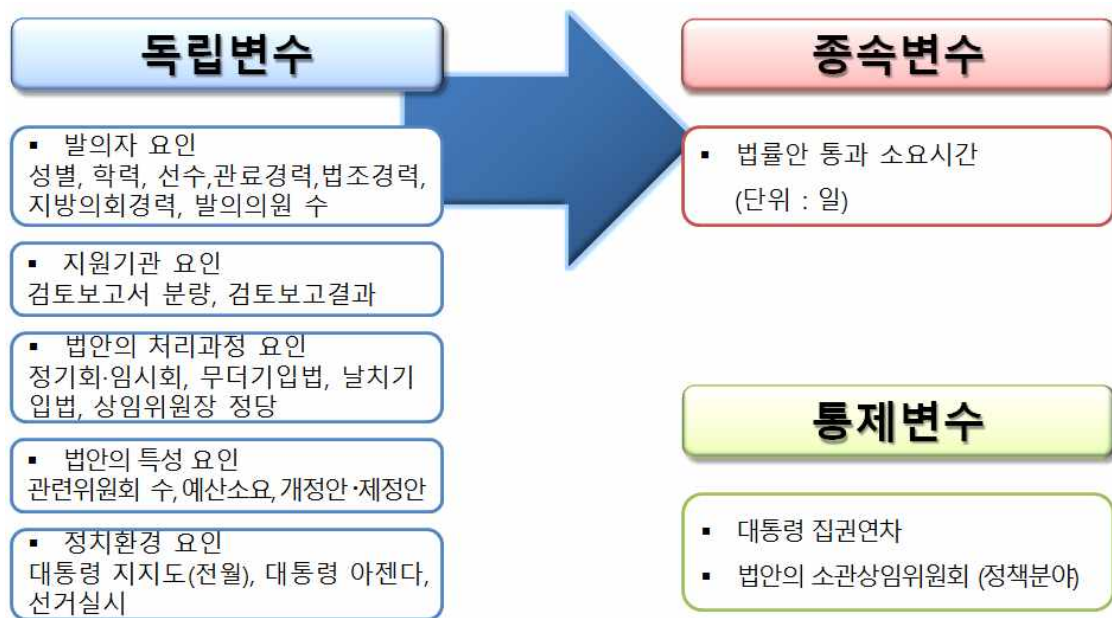 독립변수
▪ 발의자 요인
성별, 학력, 선수,관료경력,법조경력,
지방의회경력, 발의의원 수
▪ 지원기관 요인
검토보고서 분량, 검토보고결과
▪ 법안의 처리과정 요인
정기회·임시회, 무더기입법, 날치기
입법, 상임위원장 정당
▪ 법안의 특성 요인
관련위원회 수,예산소요,개정안·제정안
▪ 정치환경 요인
대통령 지지도(전월), 대통령 아젠다,
선거실시
종속변수
▪ 법률안 통과 소요시간
(단위 : 일)
통제변수
▪ 대통령 집권연차
▪ 법안의 소관상임위원회 (정책분야)